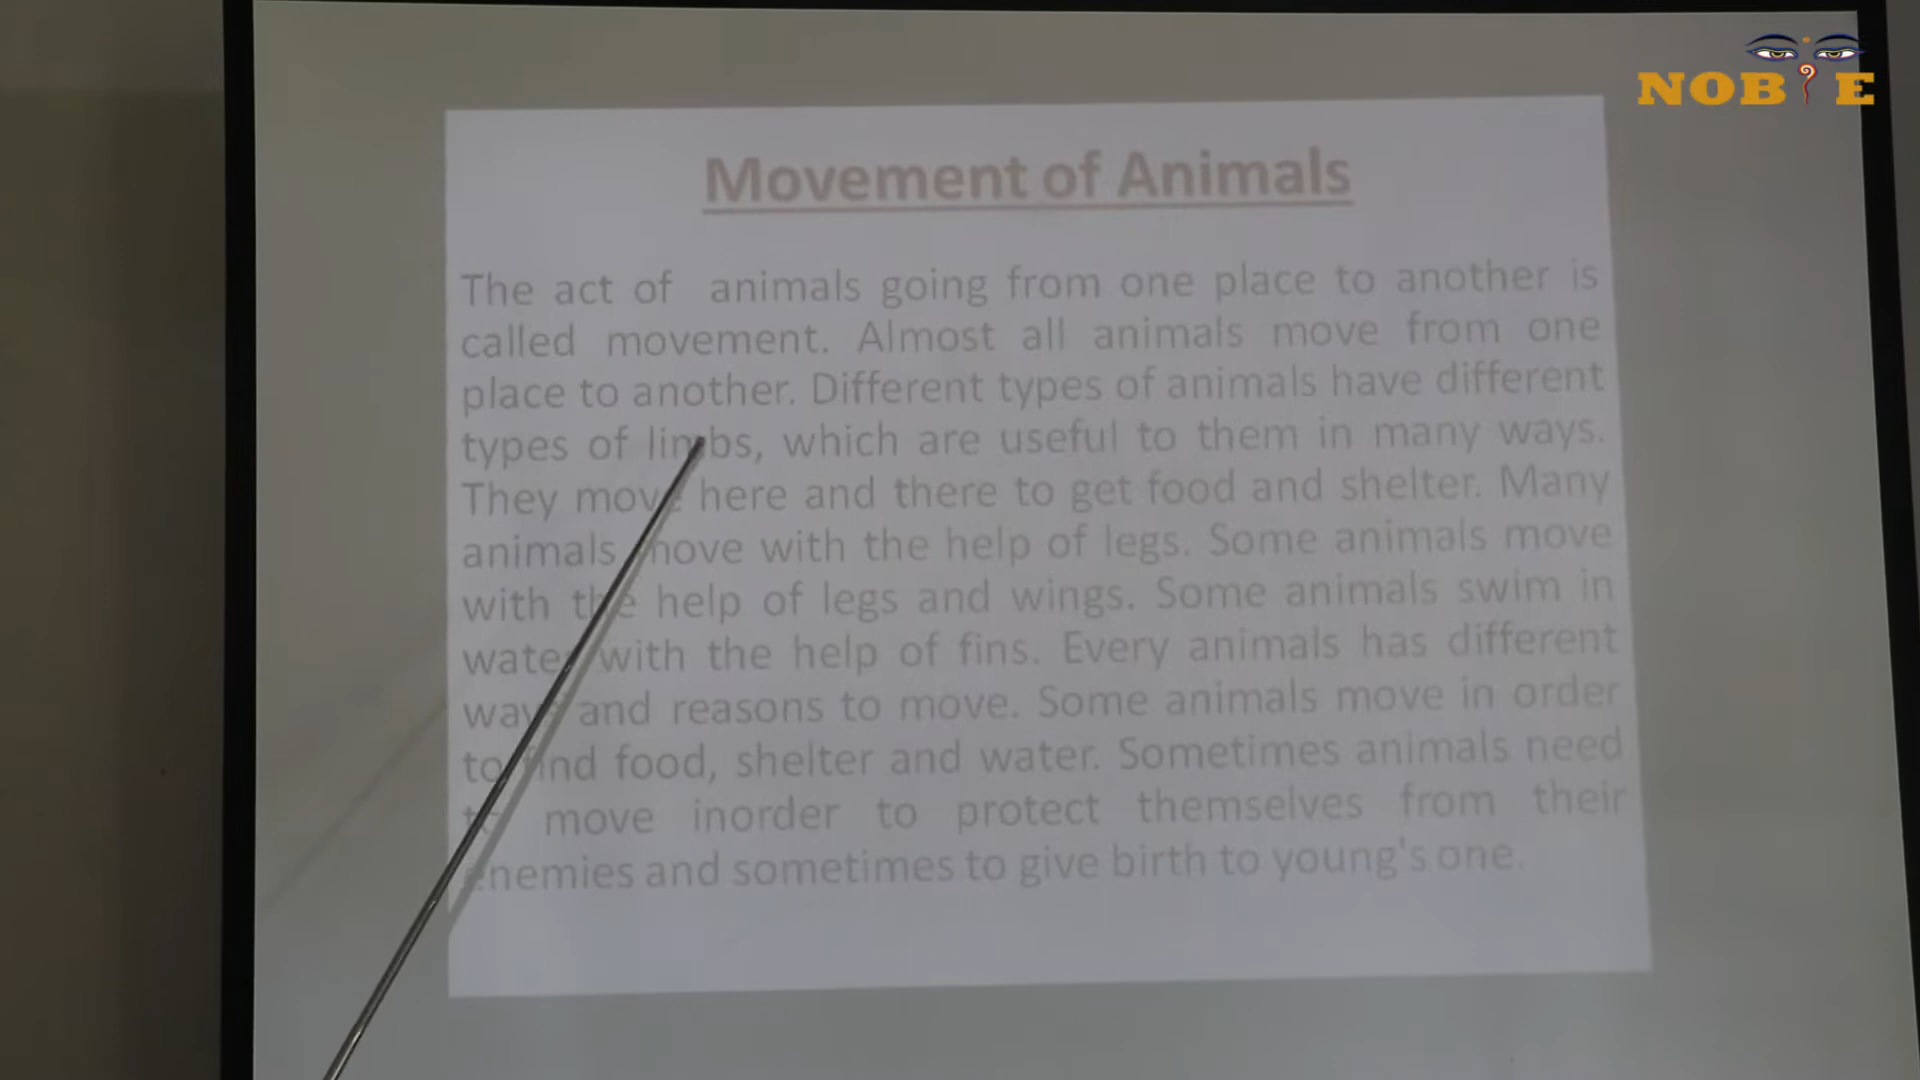 NOBLE
Movement of Animals
The act of animals going from one place to another is
called movement. Almost all animals move from one
place to another. Different types of animals have different
types of limbs, which are useful to them in many ways.
They move here and there to get food and shelter. Many
animals move with the help of legs. Some animals move
with the help of legs and wings. Some animals swim in
water with the help of fins. Every animals has different
ways and reasons to move. Some animals move in order
to find food, shelter and water. Sometimes animals need
to move inorder to protect themselves from their
enemies and sometimes to give birth to young's one.